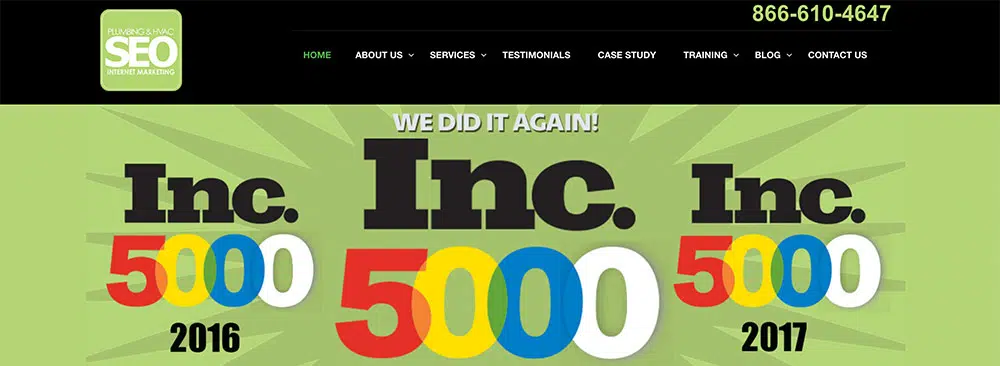 866-610-4647
PLUMBING & HVAC
SEO
INTERNET MARKETING
HOME ABOUT US SERVICES TESTIMONIALS CASE STUDY TRAINING BLOG CONTACT US
WE DID IT AGAIN!
Inc.
5000
2016
Inc.
5000
Inc.
5000
2017